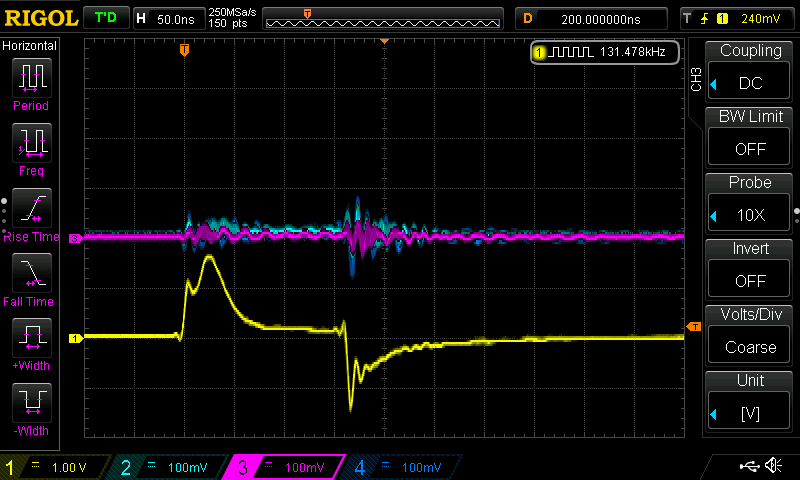 RIGOL T'D H 50.0ns 250MSa/s 150 pts T D 200.000000ns T 1 240mV
Horizontal
Period
Freq
Rise Time
Fall Time
+Width
-Width
T
1 131.478kHz
3
1
T
CH3
Coupling
DC
BW Limit
OFF
Probe
10X
Invert
OFF
Volts/Div
Coarse
Unit
[V]
1 1.00 V 2 100mV 3 100mV 4 100mV